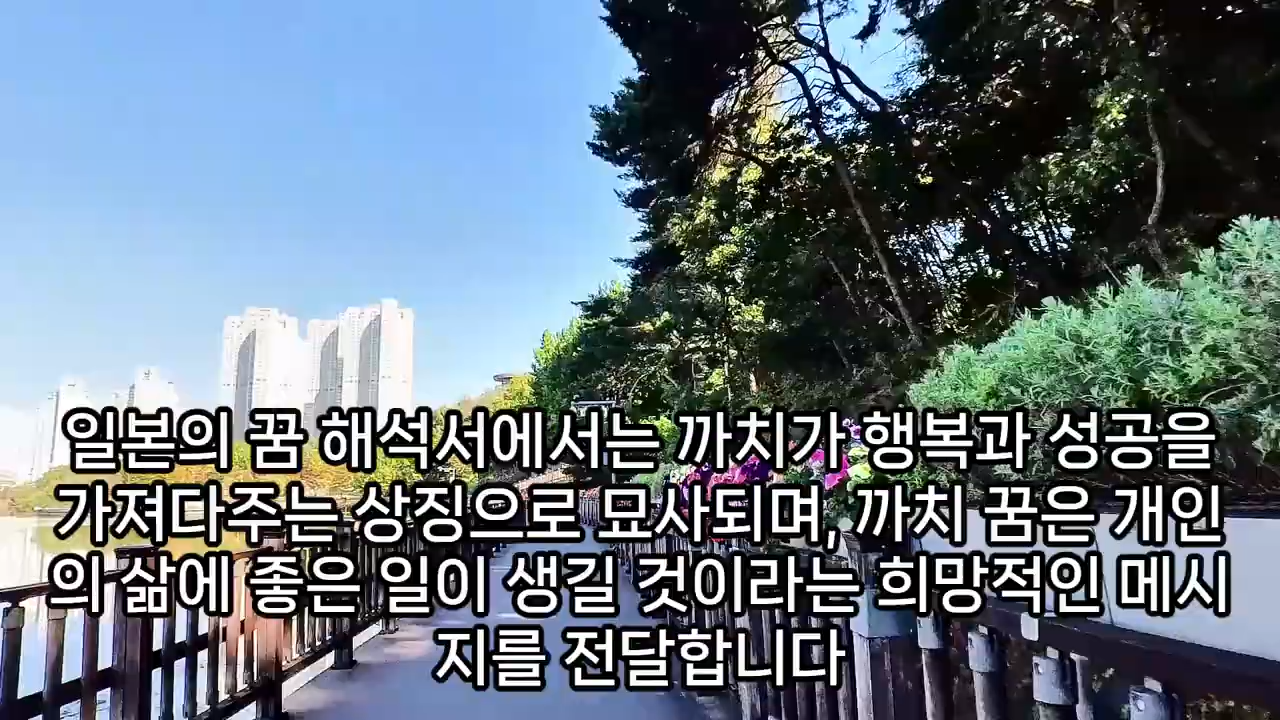 일본의 꿈 해석서에서는 까치가 행복과 성공을
가져다주는 상징으로 묘사되며, 까치 꿈은 개인
의 삶에 좋은 일이 생길 것이라는 희망적인 메시
지를 전달합니다